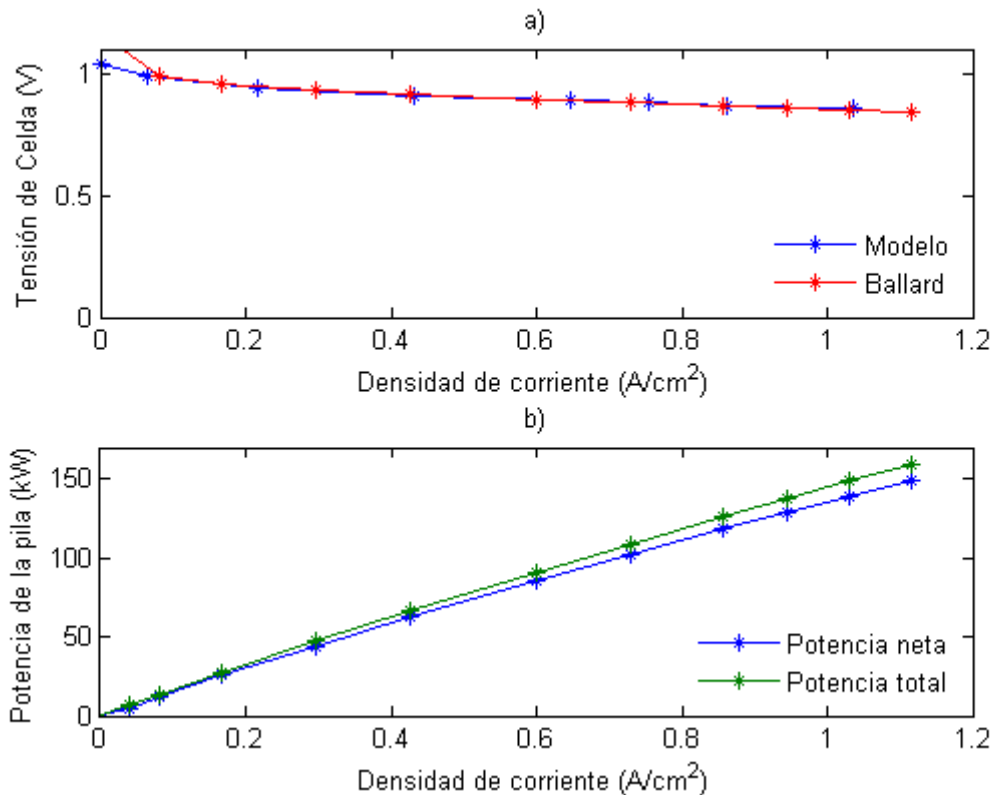 a)
Tensión de Celda (V)
1
0.5
0
0 0.2 0.4 0.6 0.8 1 1.2
Modelo
Ballard
Densidad de corriente (A/cm²)
b)
Potencia de la pila (kW)
150
100
50
0
0 0.2 0.4 0.6 0.8 1 1.2
Potencia neta
Potencia total
Densidad de corriente (A/cm²)